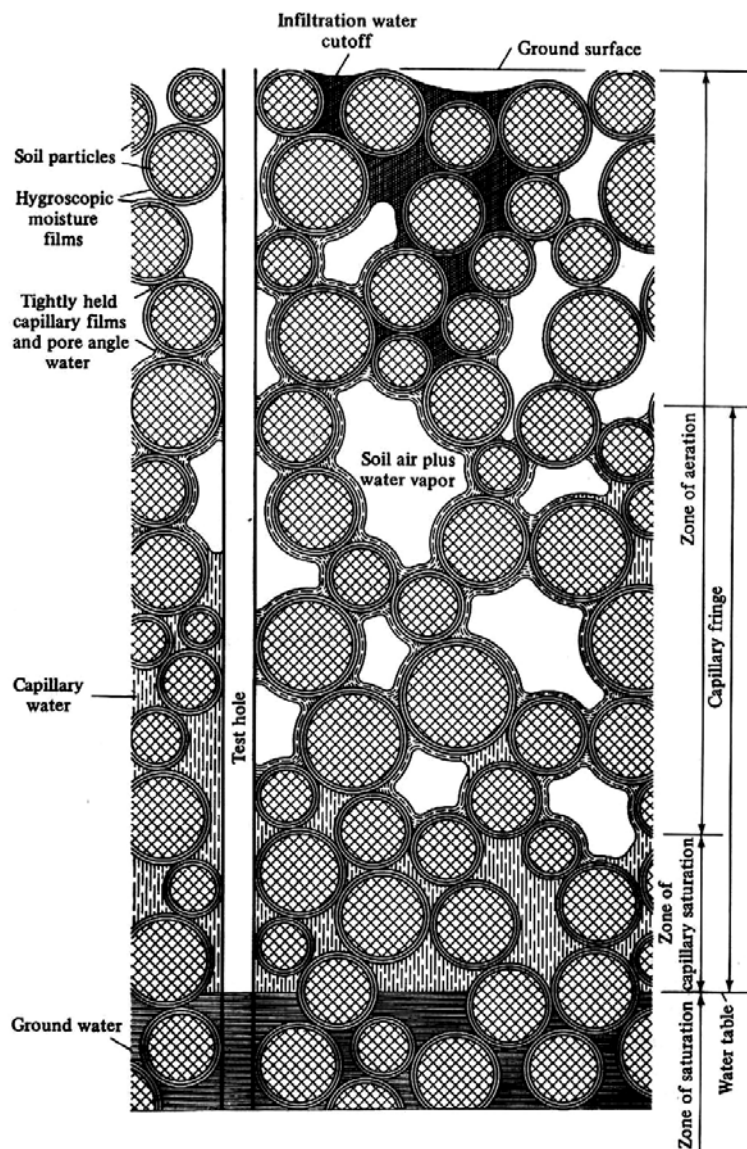 Infiltration water
cutoff
Ground surface
Soil particles
Hygroscopic
moisture
films
Tightly held
capillary films
and pore angle
water
Soil air plus
water vapor
Zone of aeration
Capillary fringe
Capillary
water
Test hole
Zone of
capillary saturation
Ground water
Zone of saturation
Water table